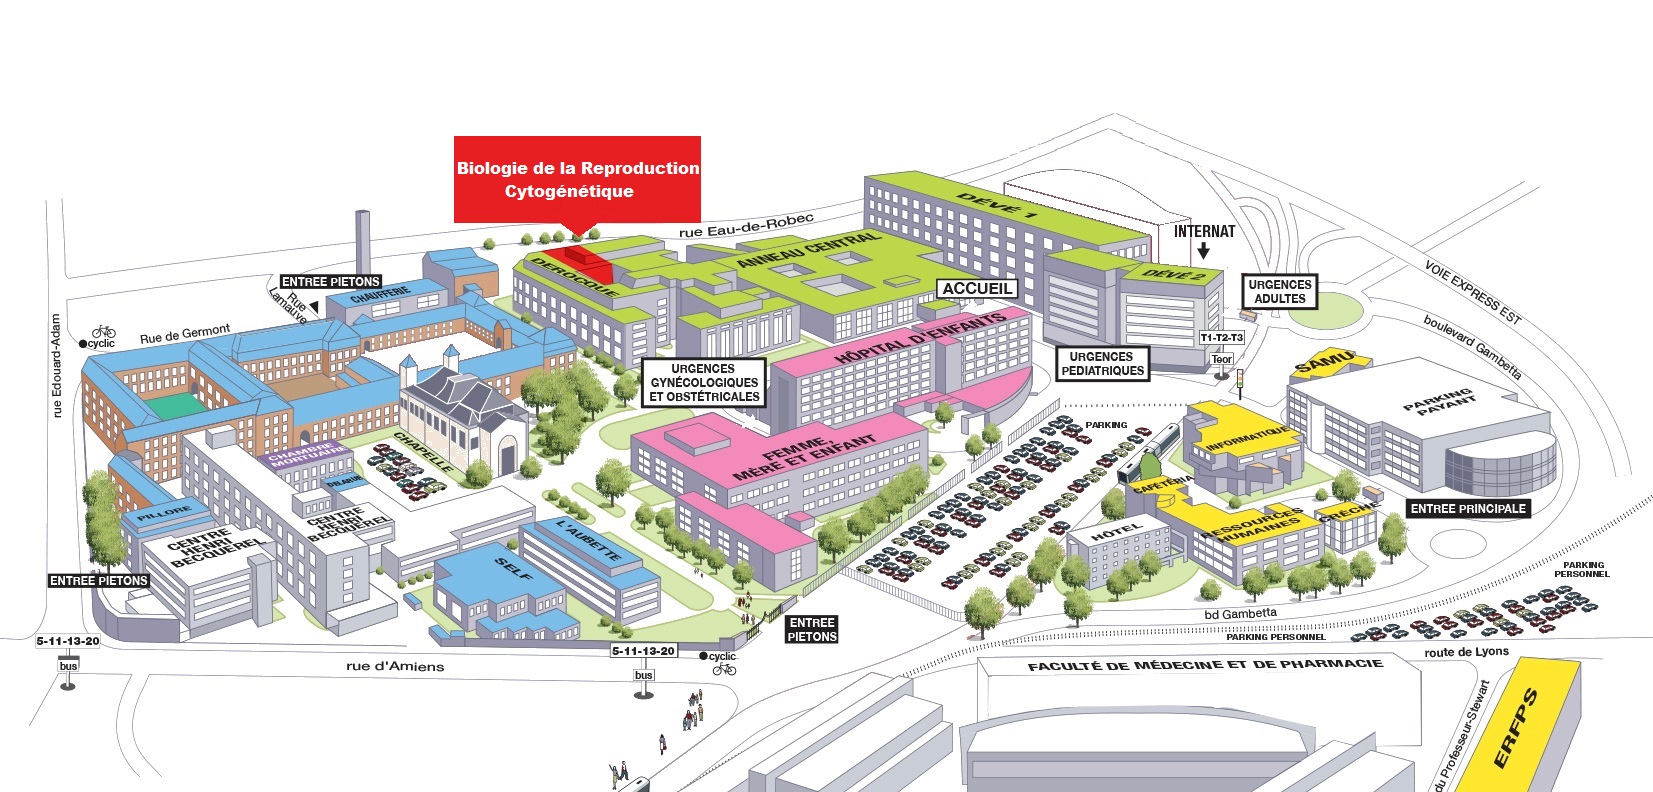 Biologie de la Reproduction
Cytogénétique
rue Eau-de-Robec
DÉVÉ 1
INTERNAT
ANNEAU CENTRAL
DEROCQUE
DÉVÉ 2
VOIE EXPRESS EST
ENTREE PIETONS
CHAUFFERIE
Rue
Lamauve
ACCUEIL
URGENCES
ADULTES
Rue de Germont
cyclic
rue Edouard-Adam
HÔPITAL D'ENFANTS
T1-T2-T3
Teor
boulevard Gambetta
URGENCES
GYNÉCOLOGIQUES
ET OBSTÉTRICALES
URGENCES
PEDIATRIQUES
SAMU
PARKING
PAYANT
PARKING
INFORMATIQUE
CHAPELLE
CHAMBRE
MORTUAIRE
FEMME,
MÈRE ET ENFANT
DELARUE
CAFÉTÉRIA
PILLORE
CENTRE
HENRI
BECQUEREL
CENTRE
HENRI
BECQUEREL
L'AUBETTE
SELF
HOTEL
RESSOURCES
HUMAINES
CRÈCHE
ENTREE PRINCIPALE
ENTREE PIETONS
PARKING
PERSONNEL
ENTREE
PIETONS
bd Gambetta
PARKING PERSONNEL
5-11-13-20
bus
5-11-13-20
bus
cyclic
rue d'Amiens
route de Lyons
FACULTÉ DE MÉDECINE ET DE PHARMACIE
du Professeur-Stewart
ERFPS